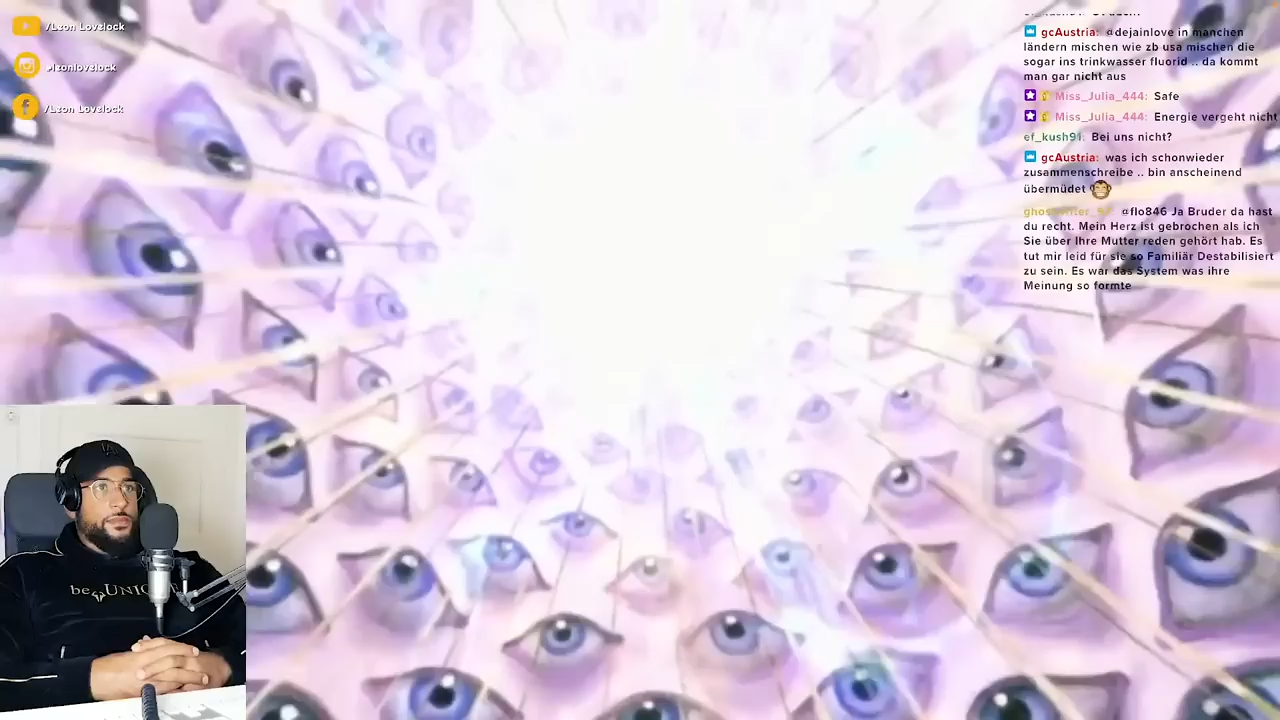 /Leon Lovelock
leonlovelock
/Leon Lovelock
be UNIQUE
gcAustria: @dejainlove in manchen
ländern mischen wie zb usa mischen die
sogar ins trinkwasser fluorid .. da kommt
man gar nicht aus
Miss_Julia_444: Safe
Miss_Julia_444: Energie vergeht nicht
ef_kush91: Bei uns nicht?
gcAustria: was ich schonwieder
zusammenschreibe .. bin anscheinend
übermüdet
@flo846 Ja Bruder da hast
du recht. Mein Herz ist gebrochen als ich
Sie über Ihre Mutter reden gehört hab. Es
tut mir leid für sie so Familiär Destabilisiert
zu sein. Es war das System was ihre
Meinung so formte